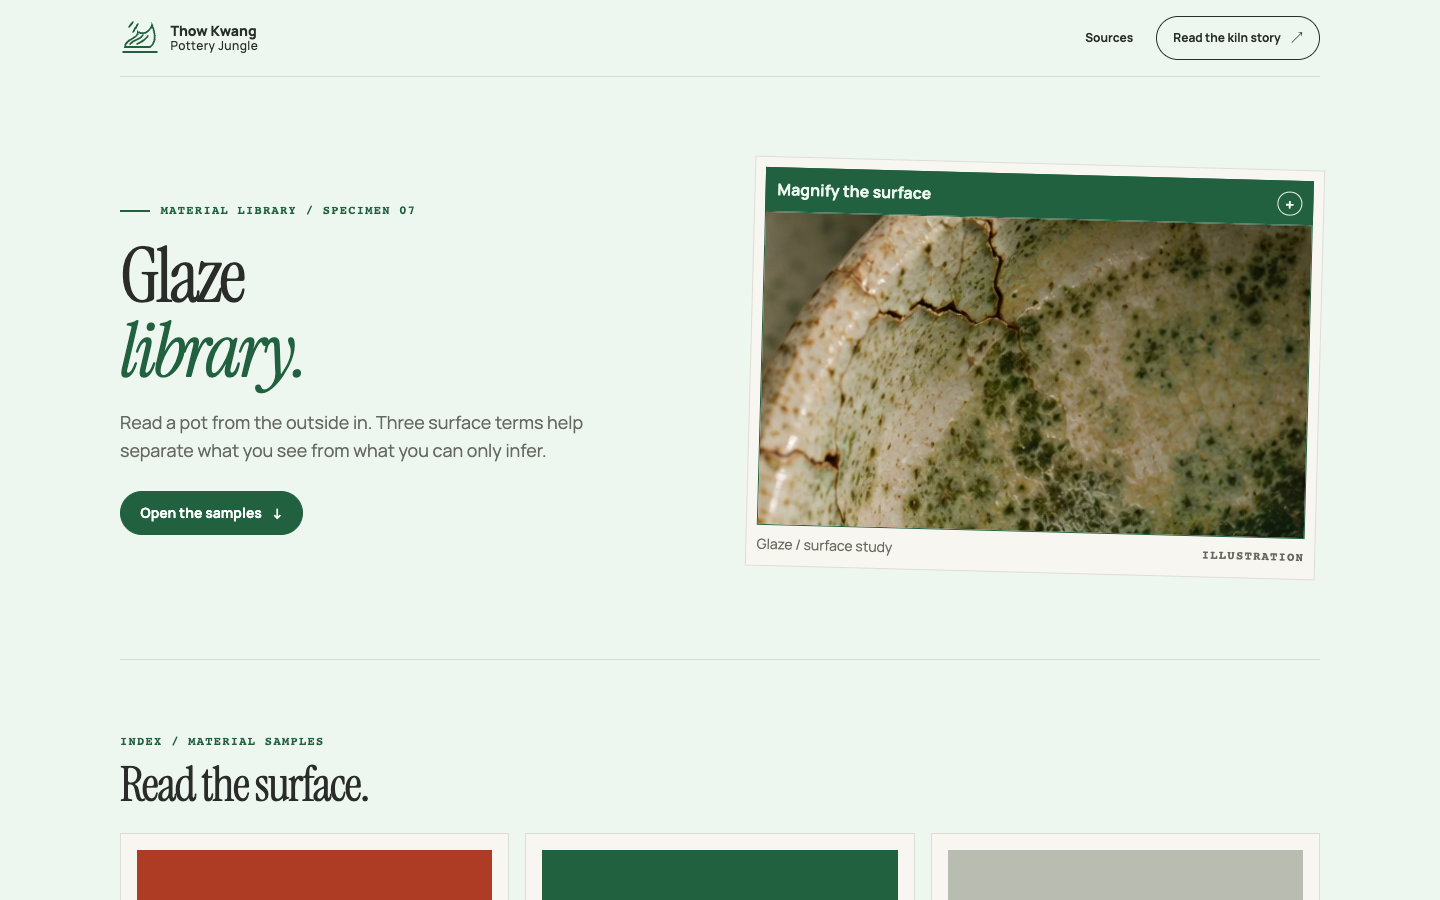 Thow Kwang
Pottery Jungle
Sources
Read the kiln story ↗
MATERIAL LIBRARY / SPECIMEN 07
Glaze
library.
Read a pot from the outside in. Three surface terms help
separate what you see from what you can only infer.
Open the samples ↓
Magnify the surface
+
Glaze / surface study
ILLUSTRATION
INDEX / MATERIAL SAMPLES
Read the surface.